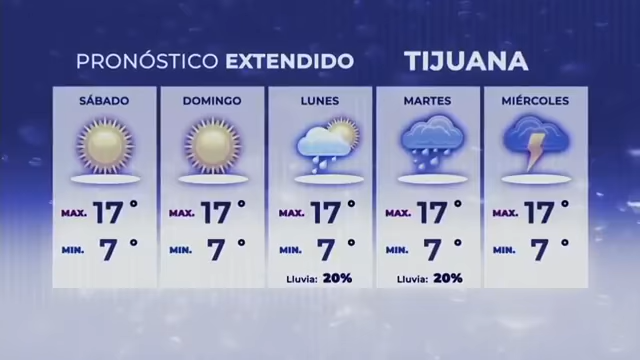 PRONÓSTICO EXTENDIDO TIJUANA
SÁBADO DOMINGO LUNES MARTES MIÉRCOLES
MAX. 17° MAX. 17° MAX. 17° MAX. 17° MAX. 17°
MIN. 7° MIN. 7° MIN. 7° MIN. 7° MIN. 7°
Lluvia: 20% Lluvia: 20%